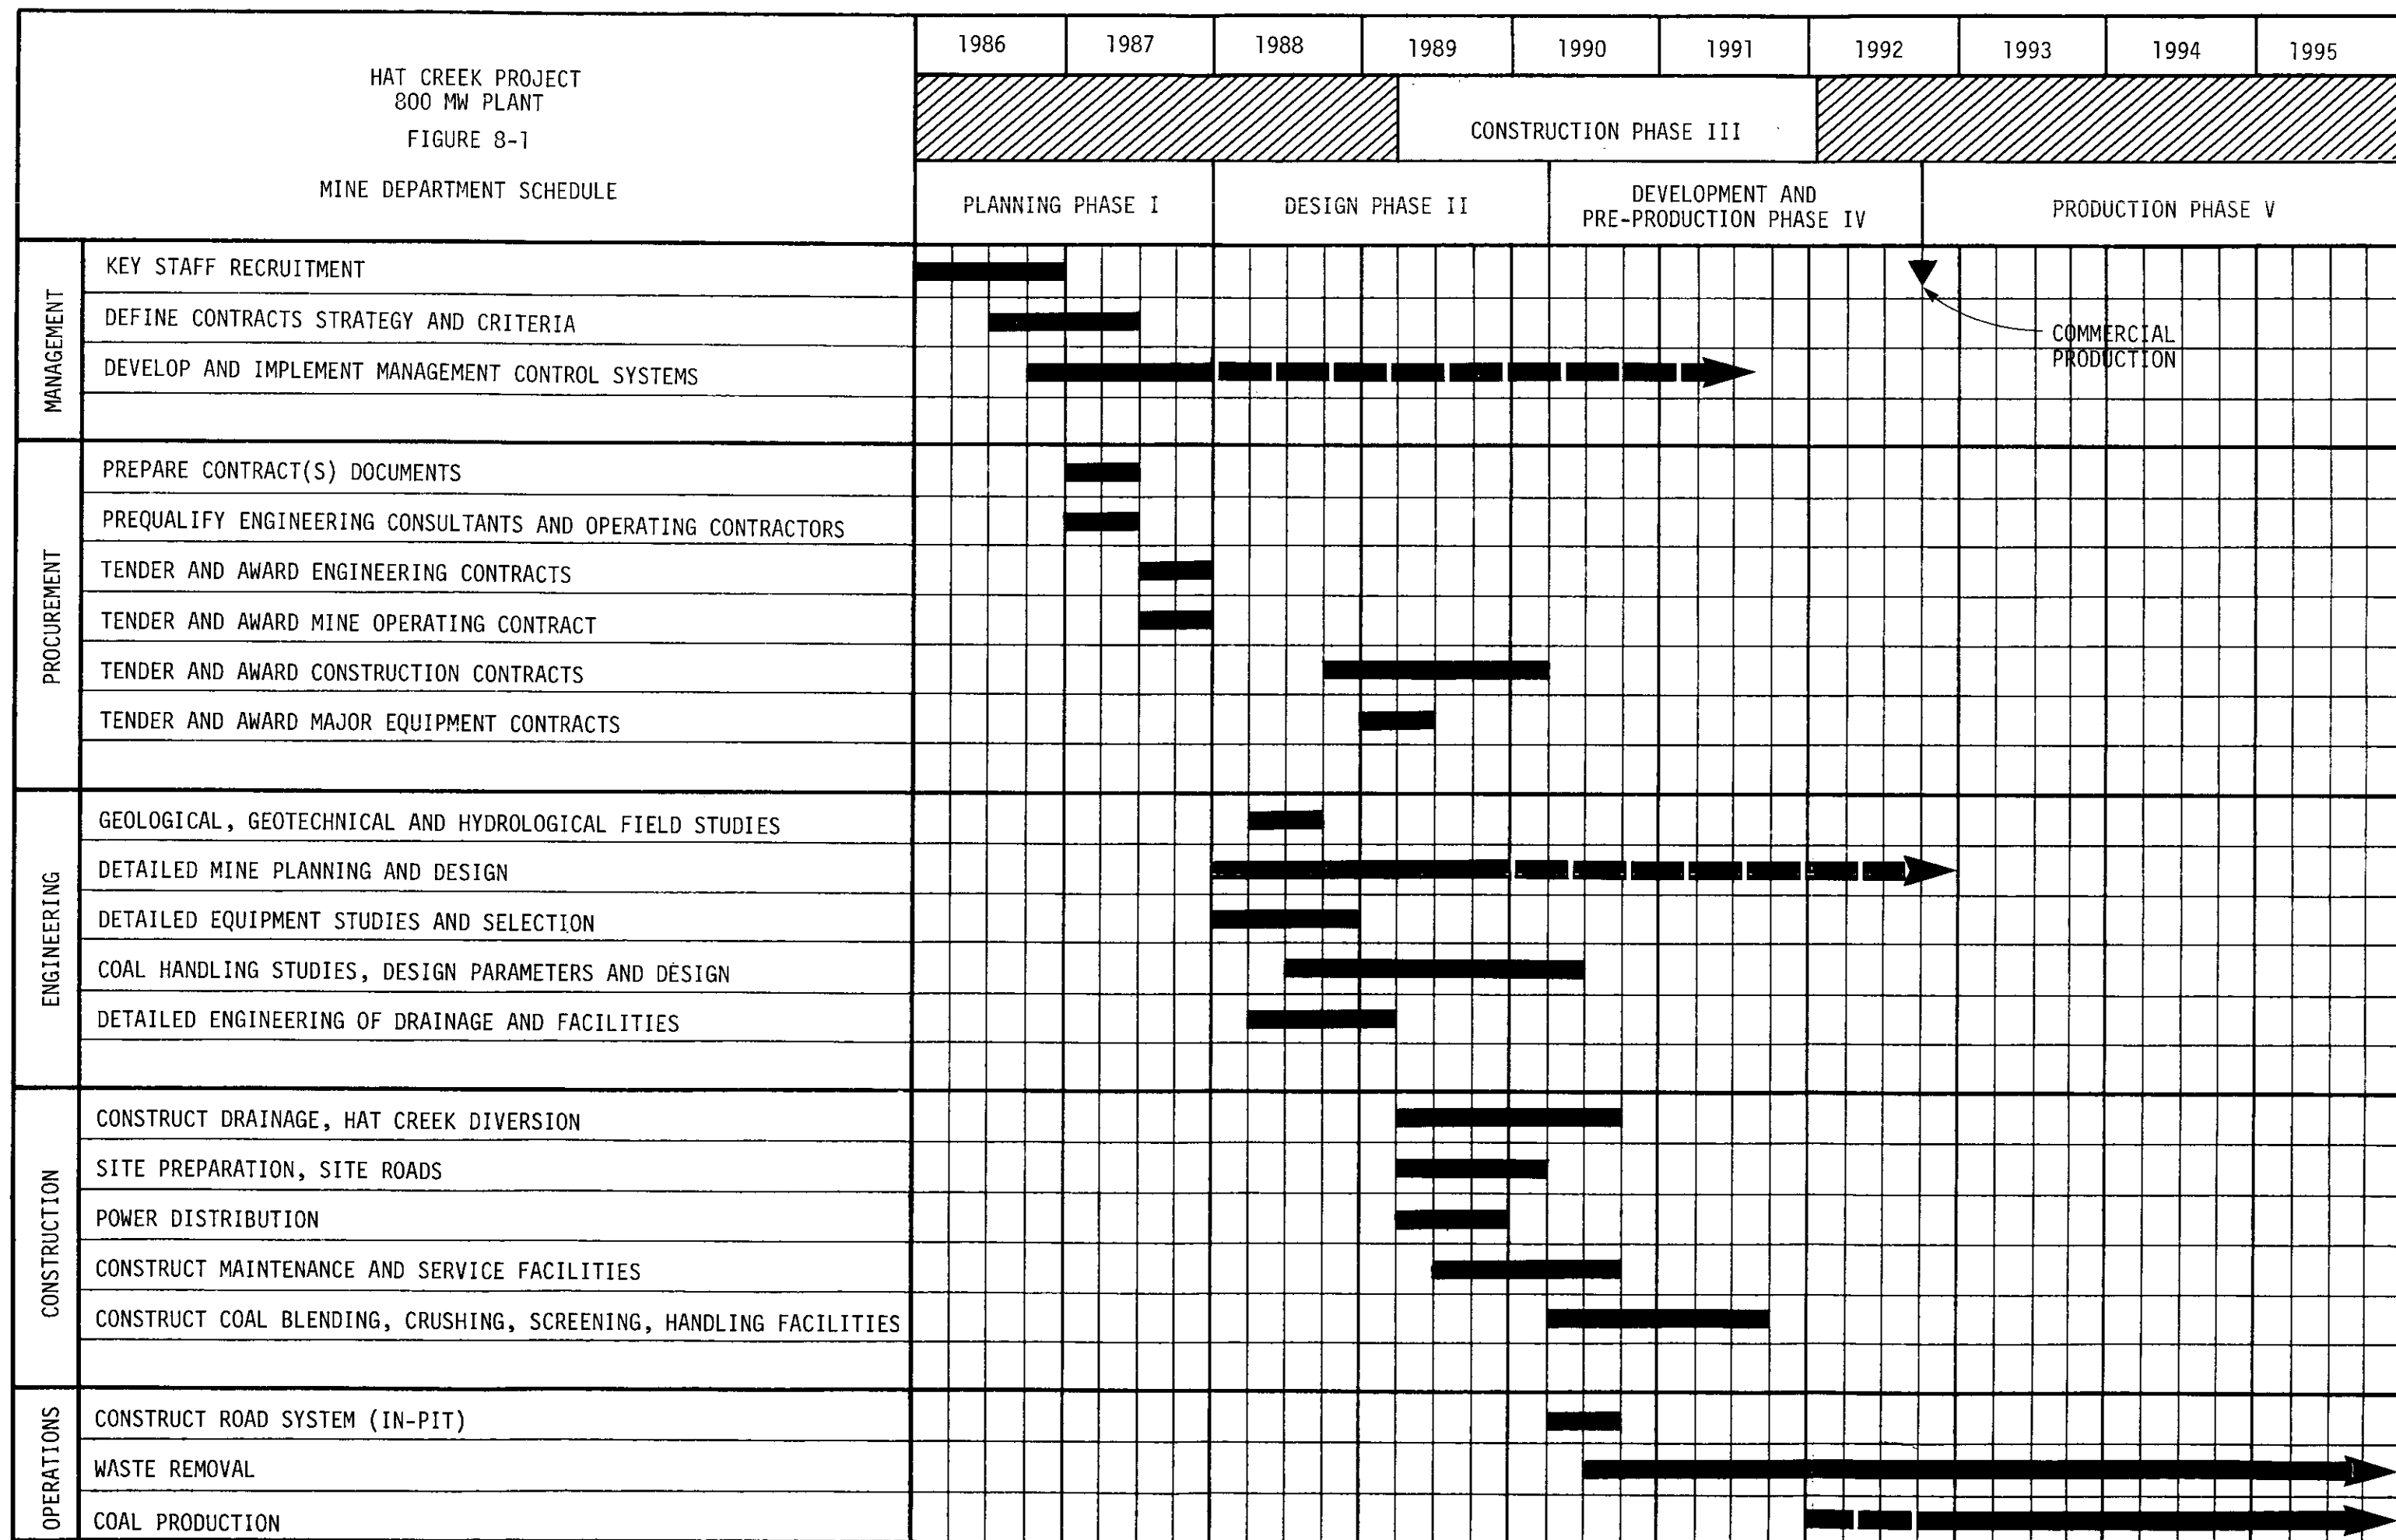 HAT CREEK PROJECT
800 MW PLANT
FIGURE 8-1
MINE DEPARTMENT SCHEDULE
1986 1987 1988 1989 1990 1991 1992 1993 1994 1995
CONSTRUCTION PHASE III
PLANNING PHASE I
DESIGN PHASE II
DEVELOPMENT AND
PRE-PRODUCTION PHASE IV
PRODUCTION PHASE V
COMMERCIAL
PRODUCTION
MANAGEMENT
KEY STAFF RECRUITMENT
DEFINE CONTRACTS STRATEGY AND CRITERIA
DEVELOP AND IMPLEMENT MANAGEMENT CONTROL SYSTEMS
PROCUREMENT
PREPARE CONTRACT(S) DOCUMENTS
PREQUALIFY ENGINEERING CONSULTANTS AND OPERATING CONTRACTORS
TENDER AND AWARD ENGINEERING CONTRACTS
TENDER AND AWARD MINE OPERATING CONTRACT
TENDER AND AWARD CONSTRUCTION CONTRACTS
TENDER AND AWARD MAJOR EQUIPMENT CONTRACTS
ENGINEERING
GEOLOGICAL, GEOTECHNICAL AND HYDROLOGICAL FIELD STUDIES
DETAILED MINE PLANNING AND DESIGN
DETAILED EQUIPMENT STUDIES AND SELECTION
COAL HANDLING STUDIES, DESIGN PARAMETERS AND DESIGN
DETAILED ENGINEERING OF DRAINAGE AND FACILITIES
CONSTRUCTION
CONSTRUCT DRAINAGE, HAT CREEK DIVERSION
SITE PREPARATION, SITE ROADS
POWER DISTRIBUTION
CONSTRUCT MAINTENANCE AND SERVICE FACILITIES
CONSTRUCT COAL BLENDING, CRUSHING, SCREENING, HANDLING FACILITIES
OPERATIONS
CONSTRUCT ROAD SYSTEM (IN-PIT)
WASTE REMOVAL
COAL PRODUCTION